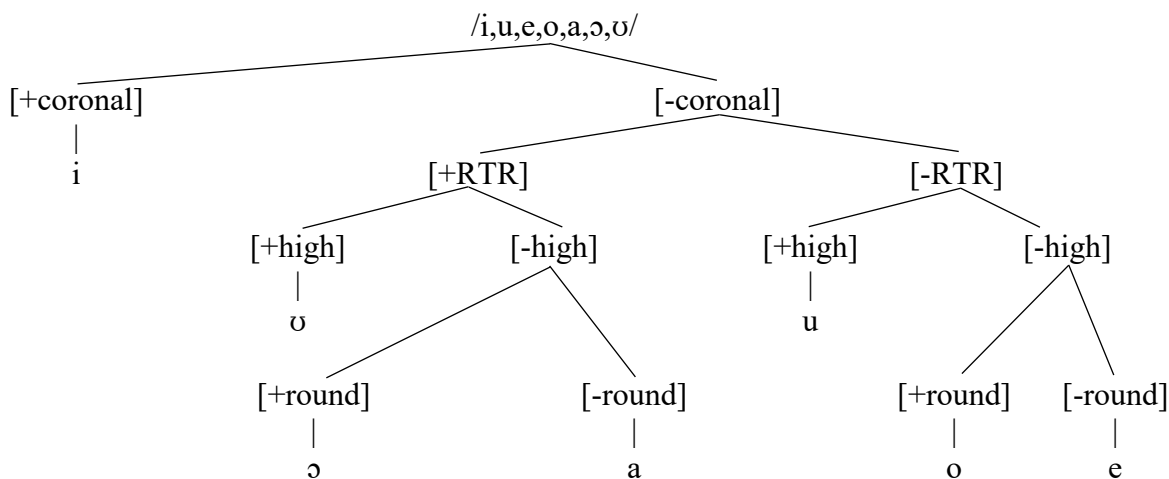 /i,u,e,o,a,ɔ,ʊ/
[+coronal] [-coronal]
i [+RTR] [-RTR]
[+high] [-high] [+high] [-high]
ʊ u
[+round] [-round] [+round] [-round]
ɔ a o e